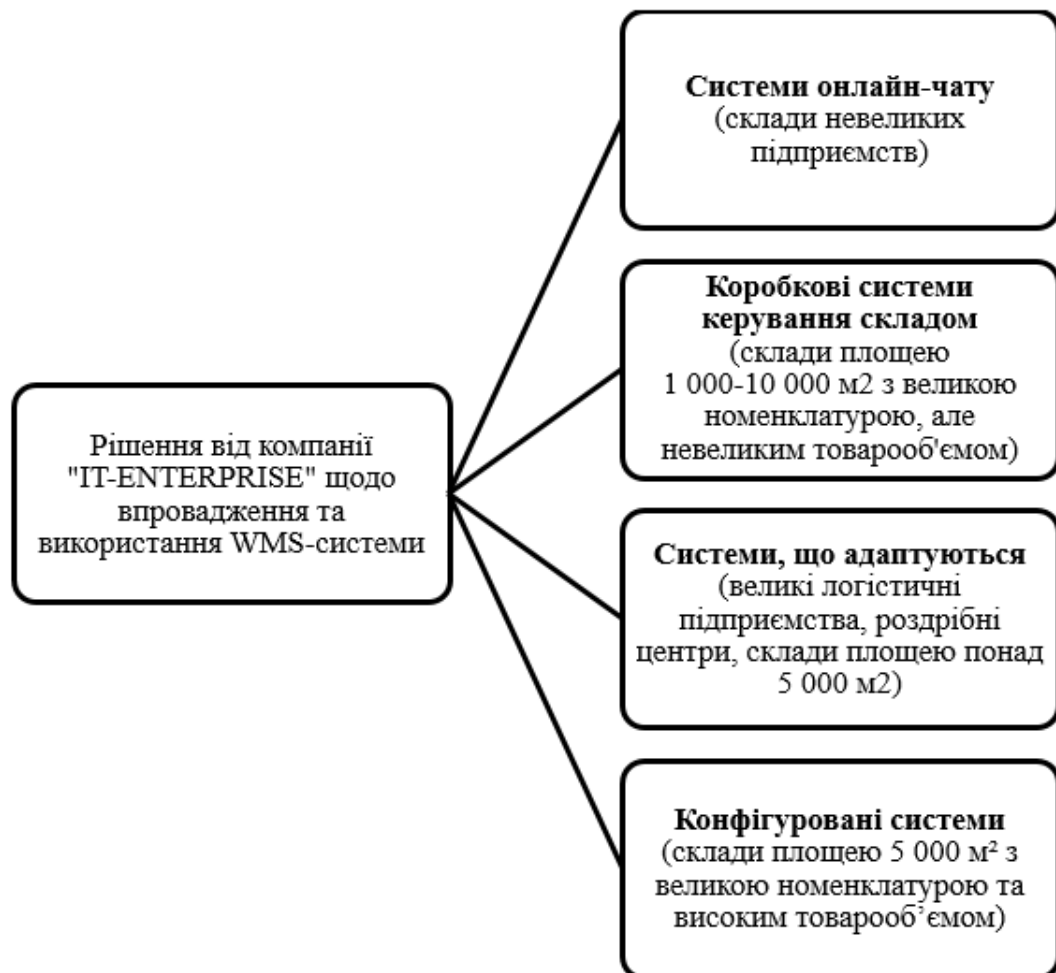 Рішення від компанії
"IT-ENTERPRISE" щодо
впровадження та
використання WMS-системи
Системи онлайн-чату
(склади невеликих
підприємств)
Коробкові системи
керування складом
(склади площею
1 000-10 000 м2 з великою
номенклатурою, але
невеликим товарооб'ємом)
Системи, що адаптуються
(великі логістичні
підприємства, роздрібні
центри, склади площею понад
5 000 м2)
Конфігуровані системи
(склади площею 5 000 м² з
великою номенклатурою та
високим товарооб’ємом)